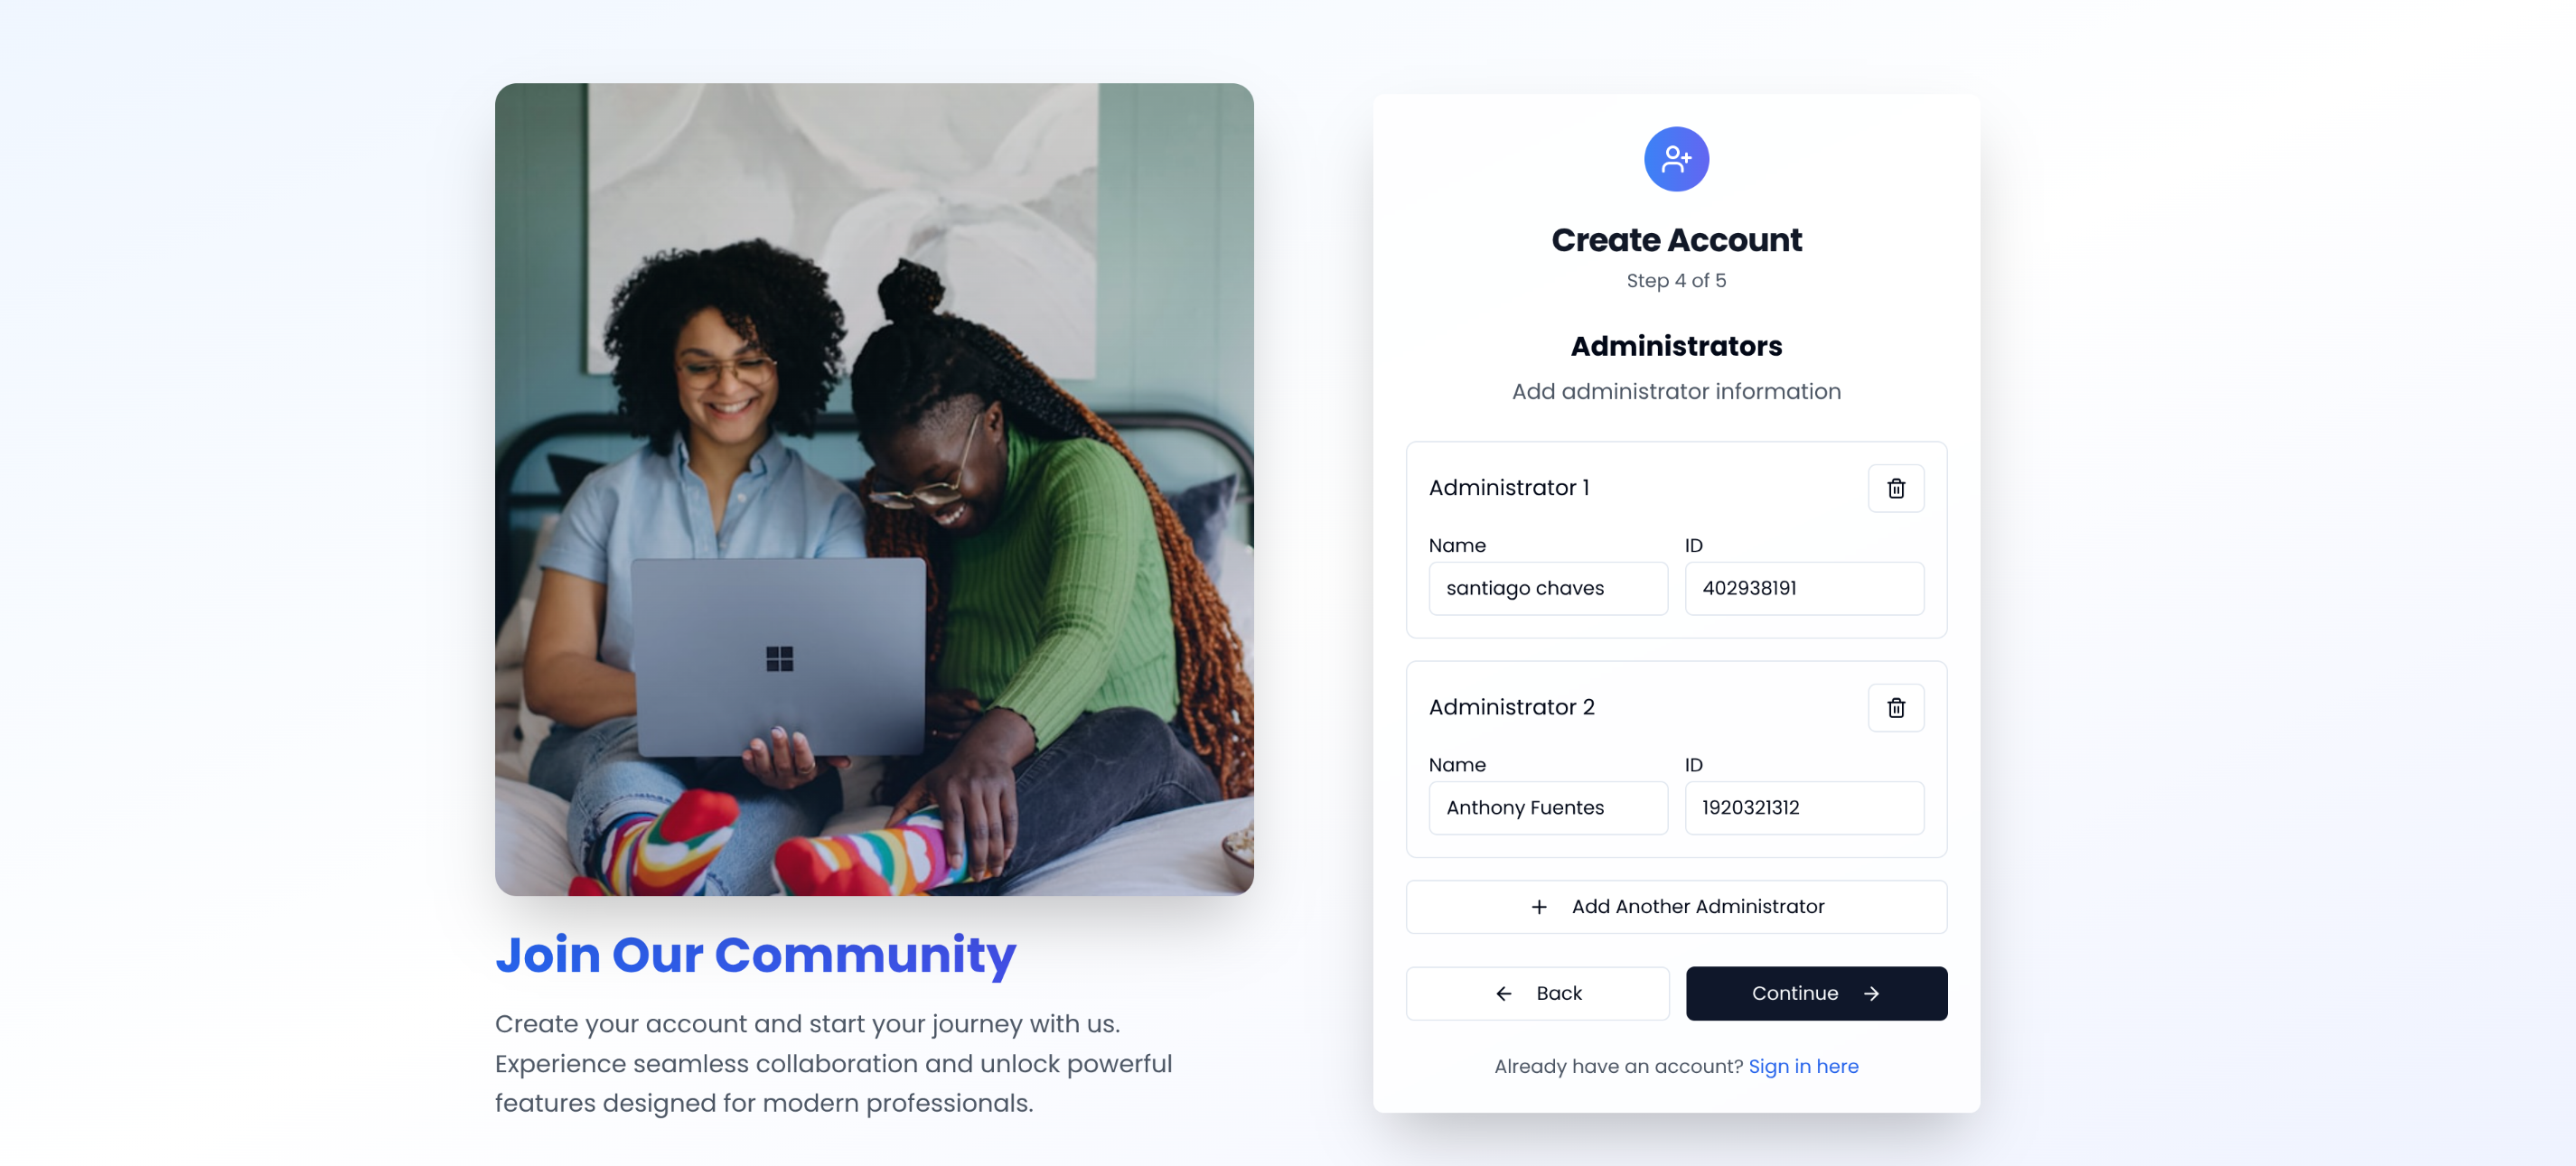 Join Our Community
Create your account and start your journey with us.
Experience seamless collaboration and unlock powerful
features designed for modern professionals.
Create Account
Step 4 of 5
Administrators
Add administrator information
Administrator 1
Name
ID
santiago chaves
402938191
Administrator 2
Name
ID
Anthony Fuentes
1920321312
Add Another Administrator
Back
Continue
Already have an account? Sign in here